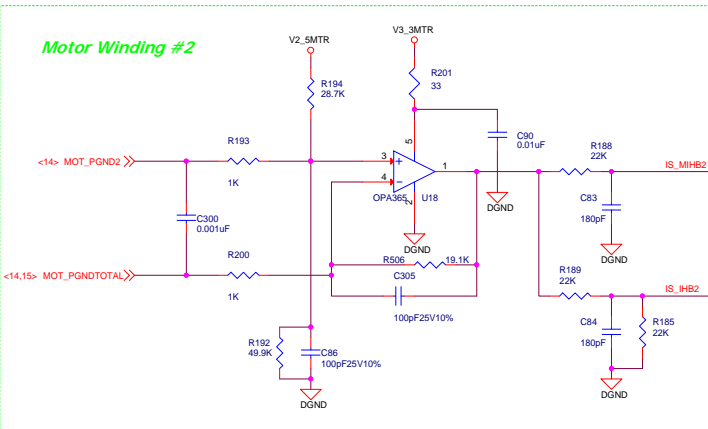 Motor Winding #2
V2_5MTR
V3_3MTR
R194
28.7K
R201
33
C90
0.01uF
R193
1K
<14> MOT_PGND2
3
4
5
1
2
OPA365
U18
DGND
DGND
R188
22K
IS_MIHB2
C83
180pF
DGND
C300
0.001uF
R200
1K
<14,15> MOT_PGNDTOTAL
R506
19.1K
C305
100pF25V10%
R189
22K
IS_IHB2
C84
180pF
R185
22K
DGND
R192
49.9K
C86
100pF25V10%
DGND